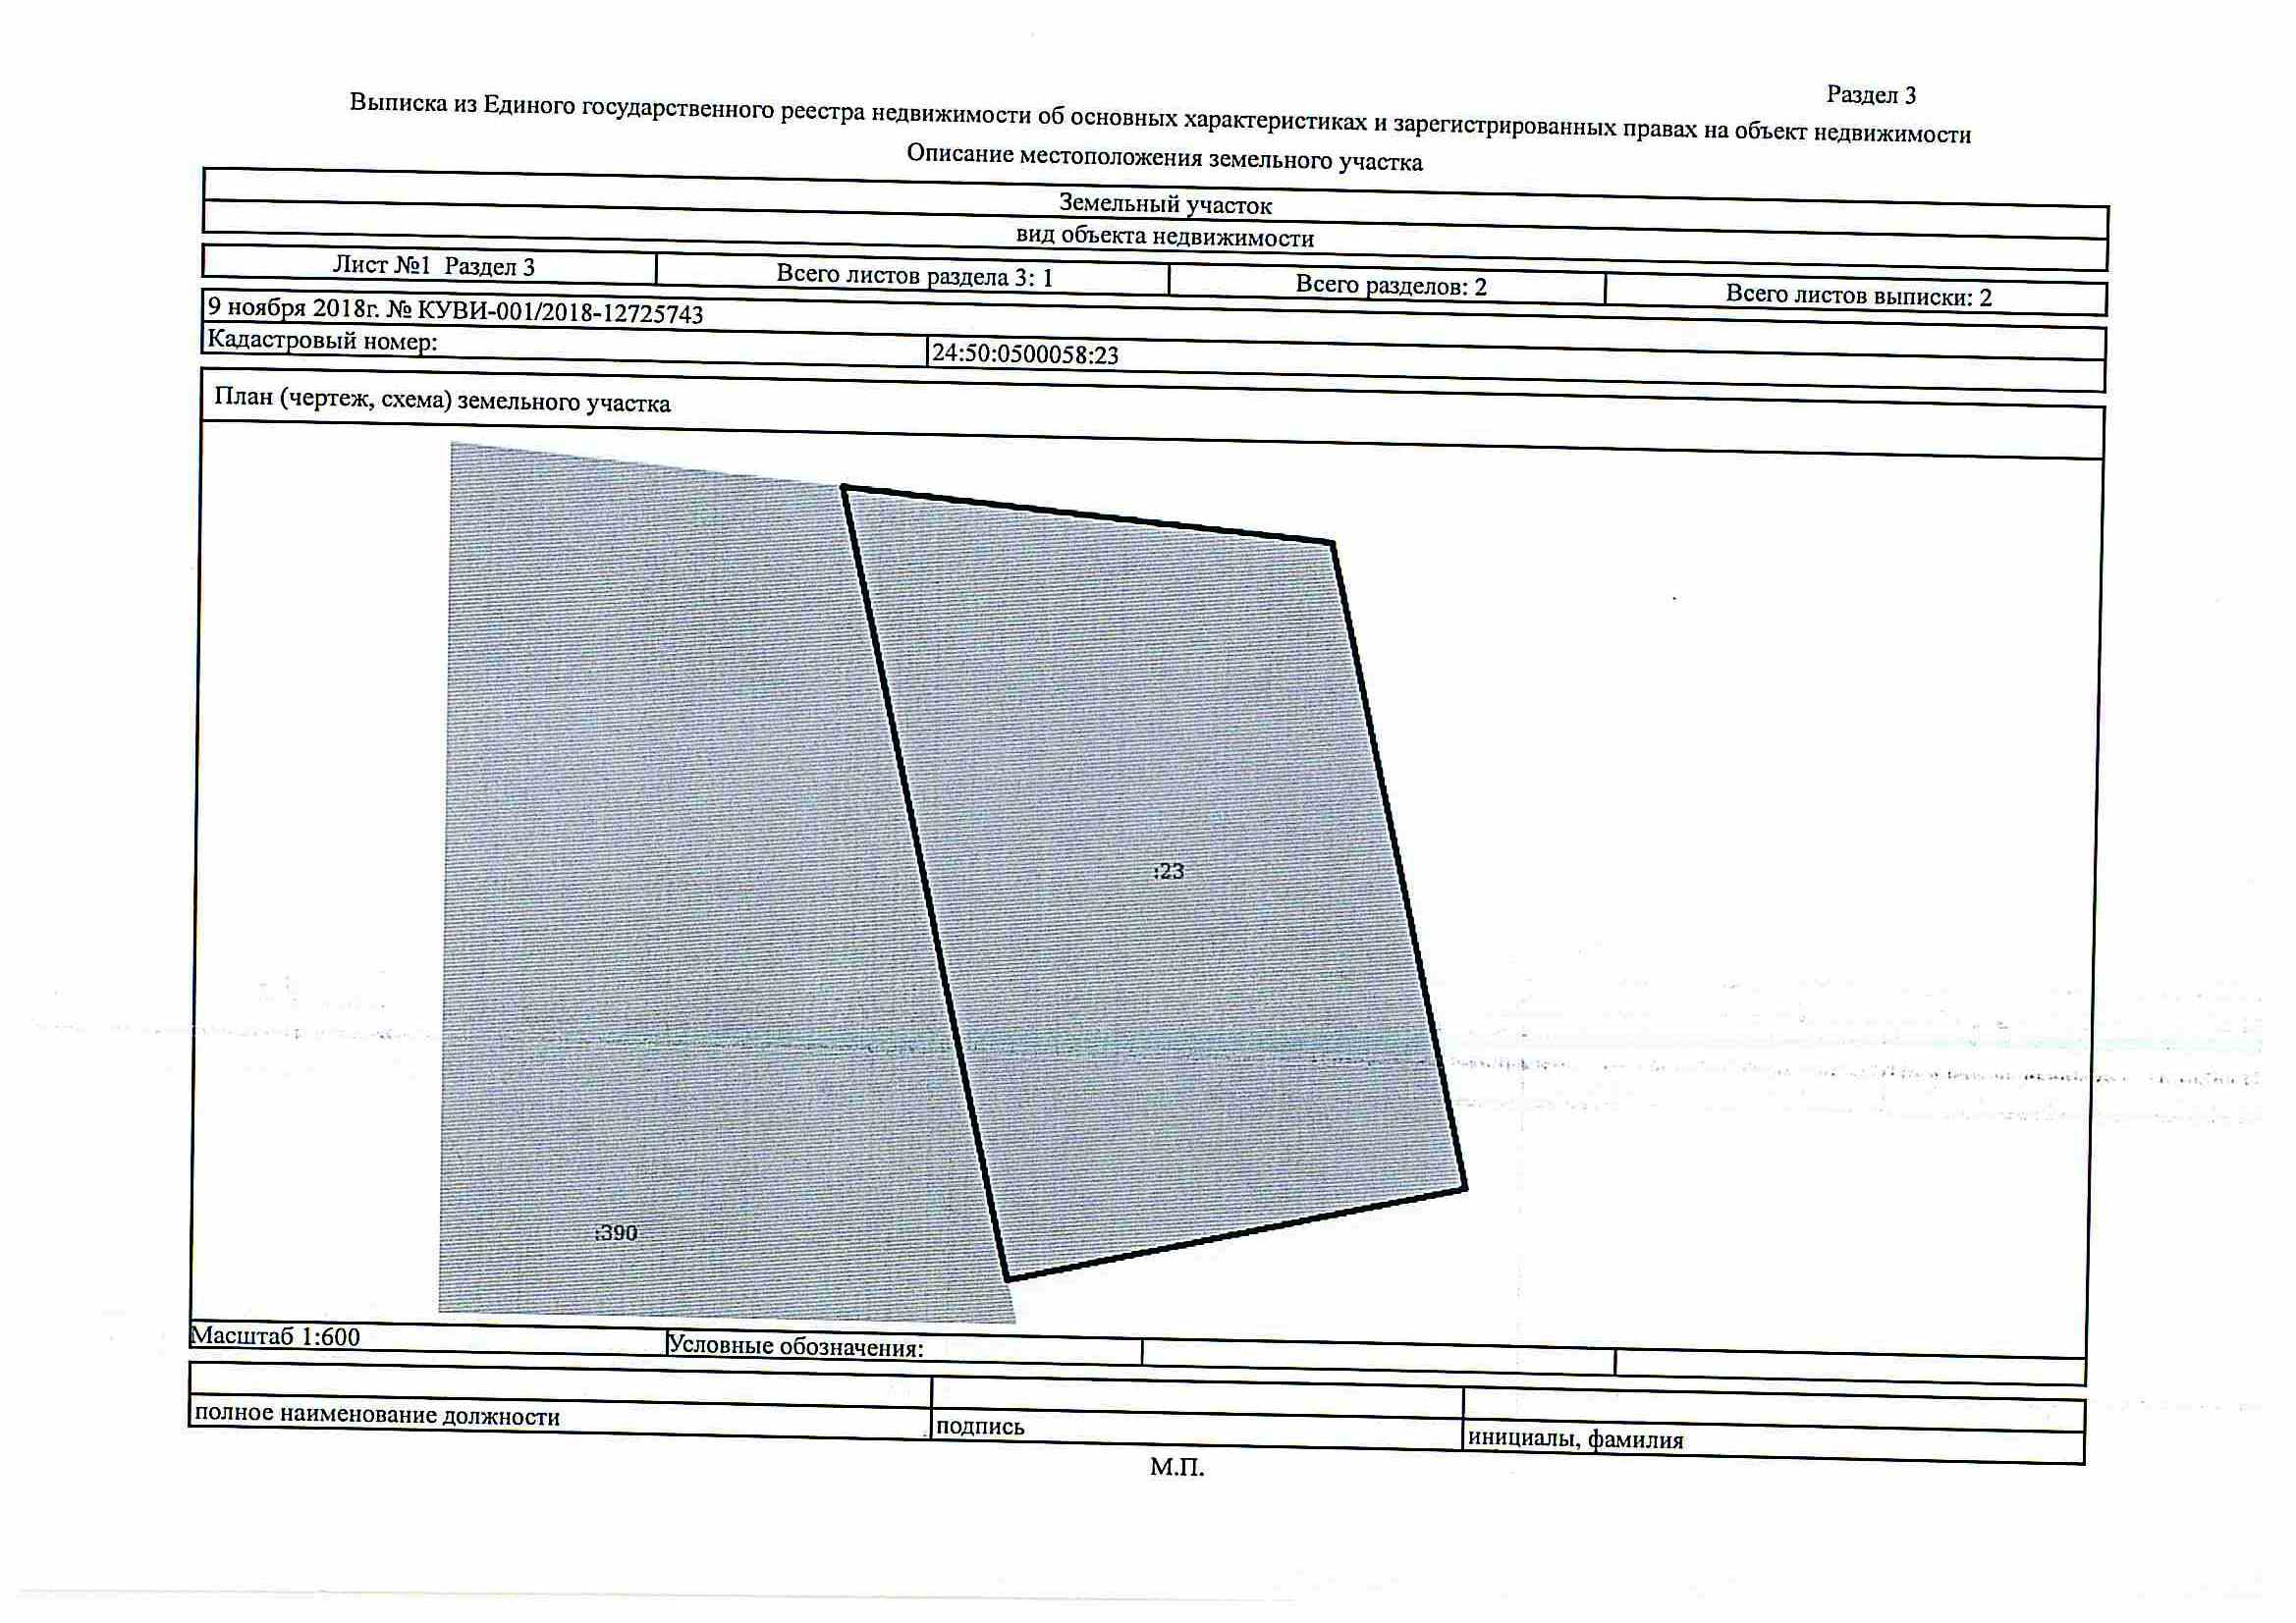 Раздел 3
Выписка из Единого государственного реестра недвижимости об основных характеристиках и зарегистрированных правах на объект недвижимости
Описание местоположения земельного участка
Земельный участок
вид объекта недвижимости
Лист №1 Раздел 3 Всего листов раздела 3: 1 Всего разделов: 2 Всего листов выписки: 2
9 ноября 2018г. № КУВИ-001/2018-12725743
Кадастровый номер: 24:50:0500058:23
План (чертеж, схема) земельного участка
:23
:390
Масштаб 1:600 Условные обозначения:
полное наименование должности подпись инициалы, фамилия
М.П.